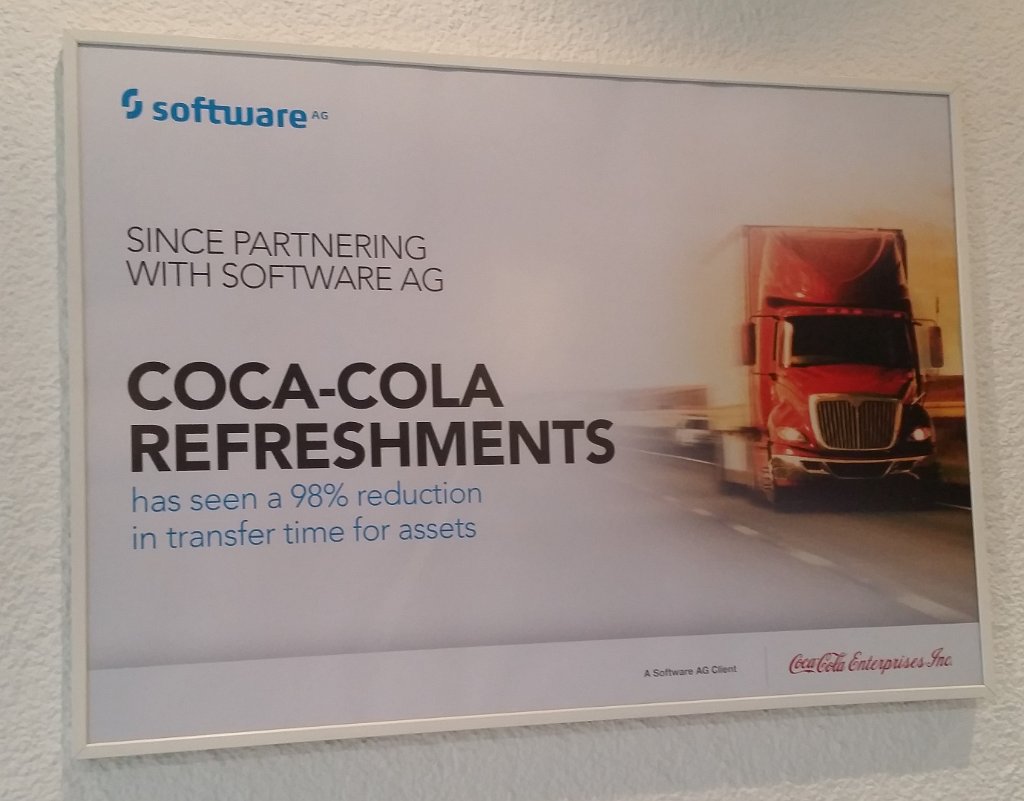 software AG
SINCE PARTNERING
WITH SOFTWARE AG
COCA-COLA
REFRESHMENTS
has seen a 98% reduction
in transfer time for assets
A Software AG Client
Coca-Cola Enterprises Inc.